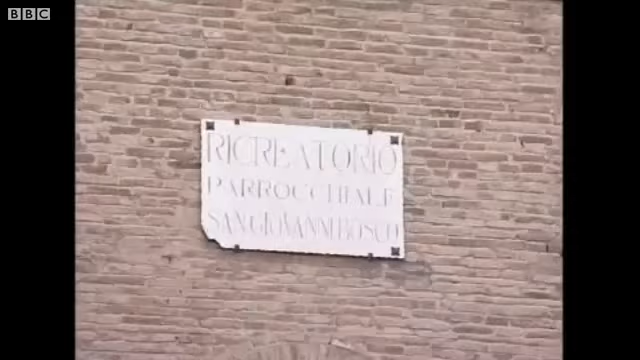 BBC
RICREATORIO
PARROCCHIALE
SAN GIOVANNI BOSCO